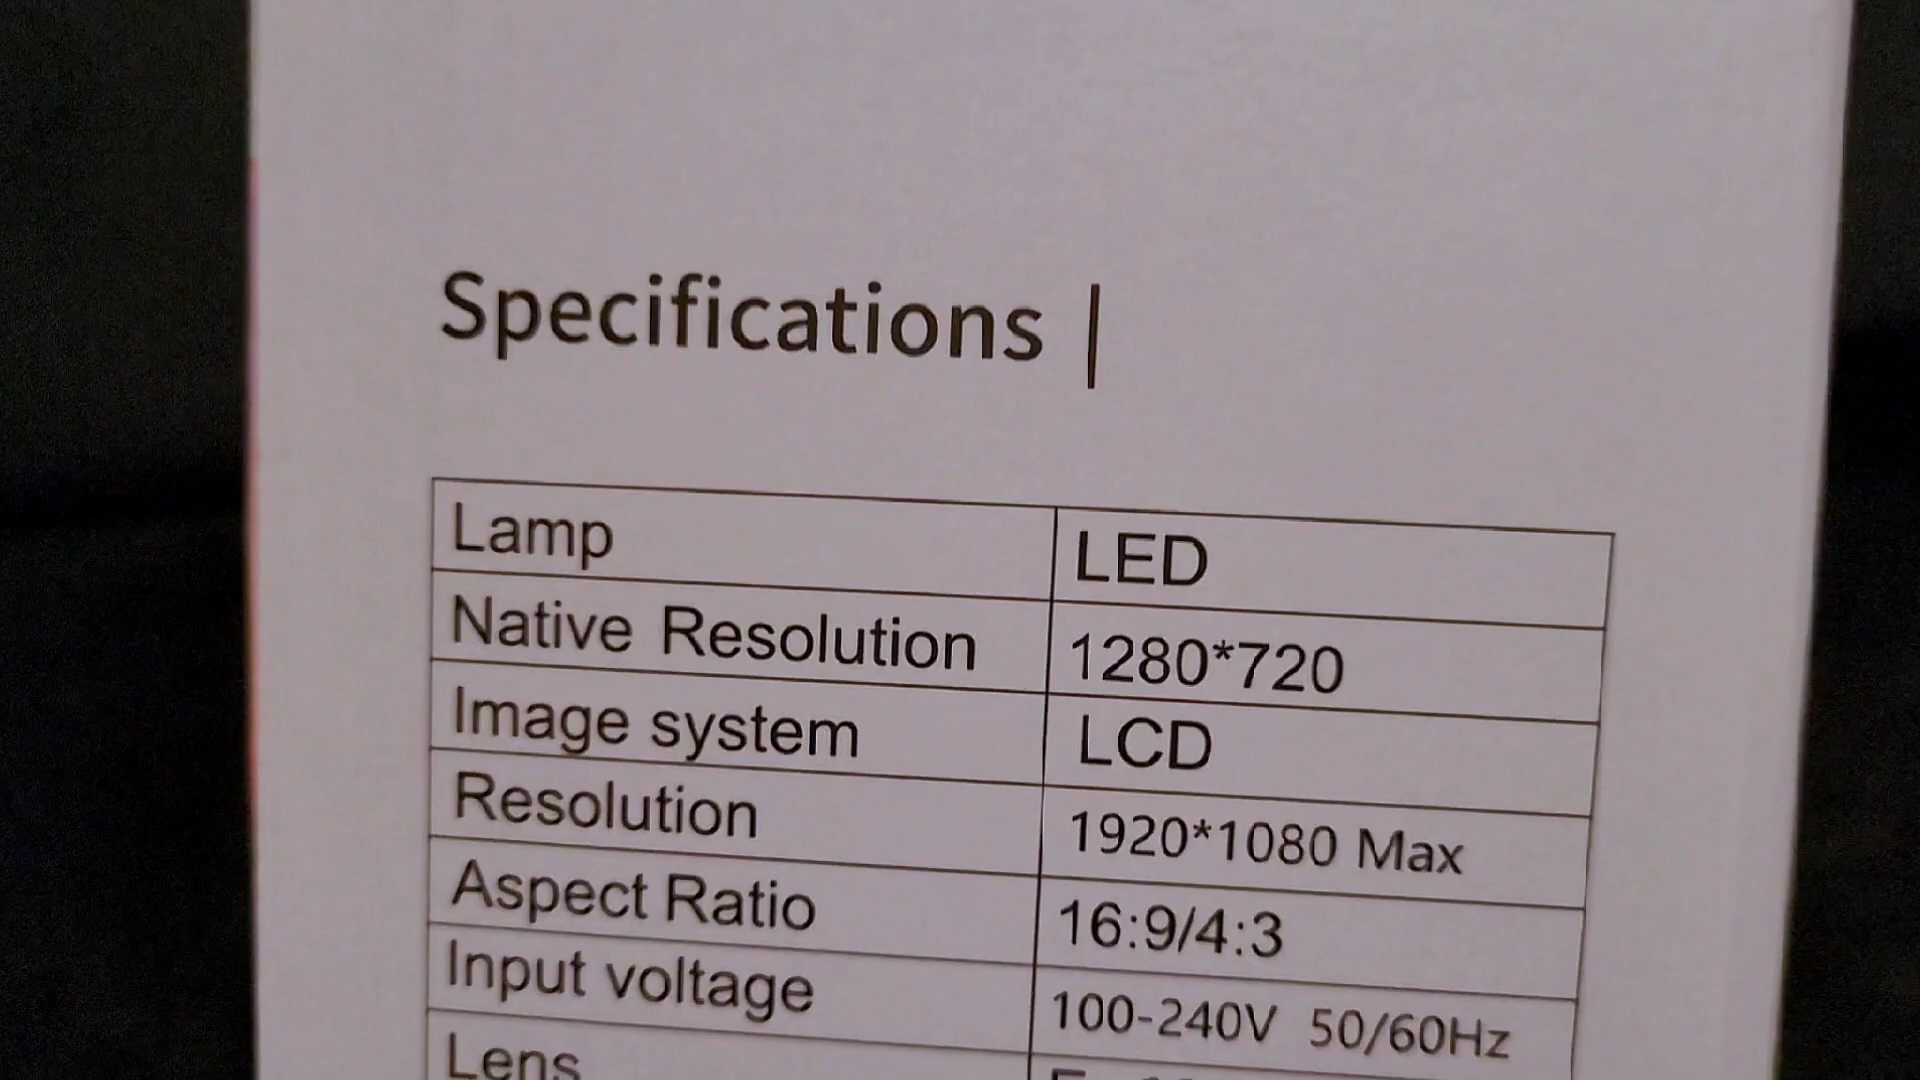 Specifications |
Lamp LED
Native Resolution 1280*720
Image system LCD
Resolution 1920*1080 Max
Aspect Ratio 16:9/4:3
Input voltage 100-240V 50/60Hz
Lens